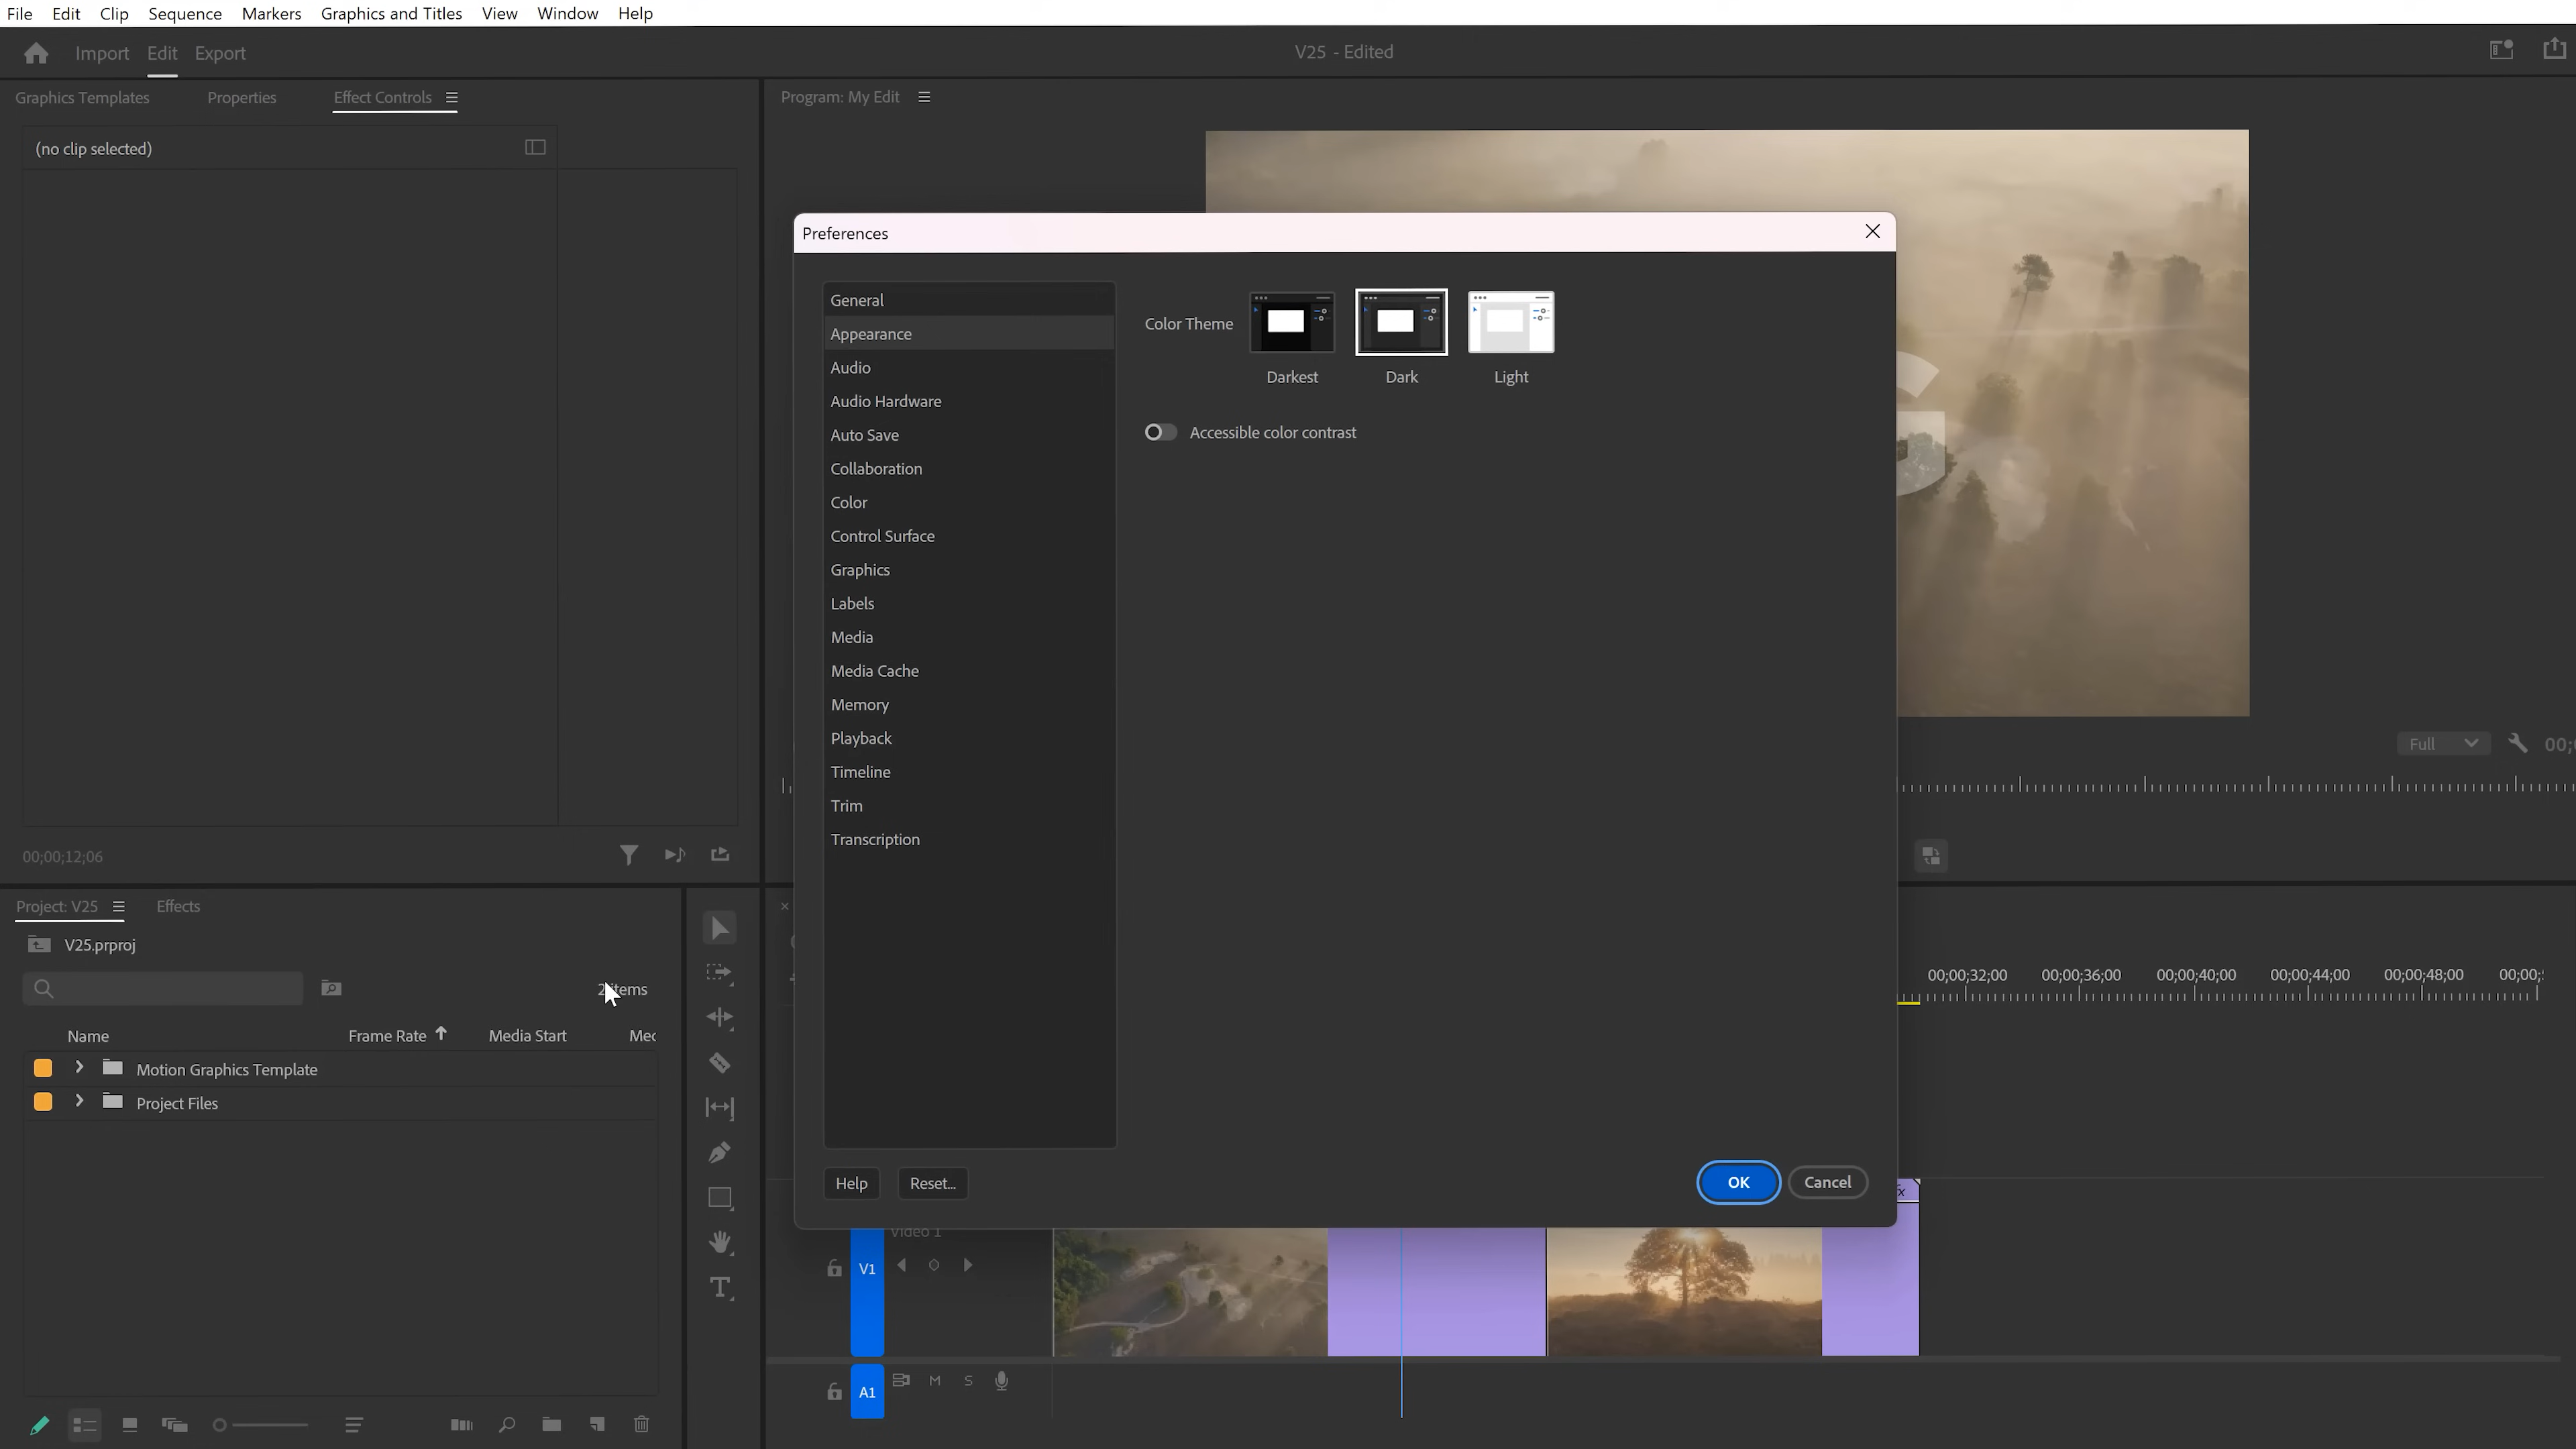 File Edit Clip Sequence Markers Graphics and Titles View Window Help
Import Edit Export
V25 - Edited
Graphics Templates Properties Effect Controls
Program: My Edit
(no clip selected)
Preferences
General
Appearance
Audio
Audio Hardware
Auto Save
Collaboration
Color
Control Surface
Graphics
Labels
Media
Media Cache
Memory
Playback
Timeline
Trim
Transcription
Color Theme
Darkest Dark Light
Accessible color contrast
Help Reset... OK Cancel
Full
00;
00;00;12;06
Project: V25 Effects
V25.prproj
items
Name Frame Rate Media Start
Motion Graphics Template
Project Files
00;00;32;00 00;00;36;00 00;00;40;00 00;00;44;00 00;00;48;00 00;00;
Video 1
V1
A1 M S